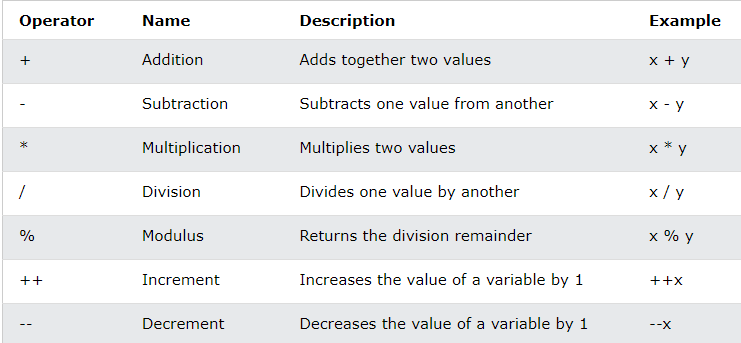 Operator Name Description Example
+ Addition Adds together two values x + y
- Subtraction Subtracts one value from another x - y
* Multiplication Multiplies two values x * y
/ Division Divides one value by another x / y
% Modulus Returns the division remainder x % y
++ Increment Increases the value of a variable by 1 ++x
-- Decrement Decreases the value of a variable by 1 --x